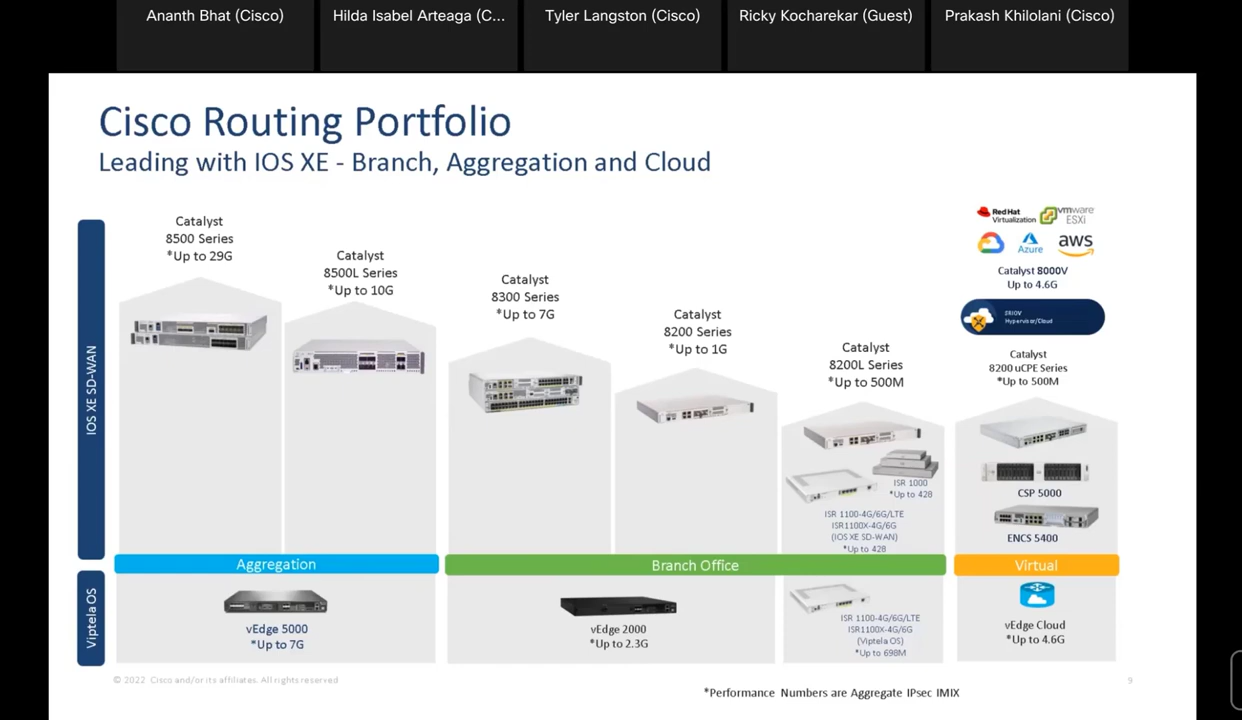 Ananth Bhat (Cisco)
Hilda Isabel Arteaga (C...
Tyler Langston (Cisco)
Ricky Kocharekar (Guest)
Prakash Khilolani (Cisco)
Cisco Routing Portfolio
Leading with IOS XE - Branch, Aggregation and Cloud
IOS XE SD-WAN
Catalyst
8500 Series
*Up to 29G
Catalyst
8500L Series
*Up to 10G
Catalyst
8300 Series
*Up to 7G
Catalyst
8200 Series
*Up to 1G
Catalyst
8200L Series
*Up to 500M
ISR 1000
*Up to 428
ISR 1100-4G/6G/LTE
ISR1100X-4G/6G
(IOS XE SD-WAN)
*Up to 428
Red Hat
Virtualization
vmware
ESXi
Azure
aws
Catalyst 8000V
Up to 4.6G
Hypervisor/Cloud
Catalyst
8200 uCPE Series
*Up to 500M
CSP 5000
ENCS 5400
Aggregation
Branch Office
Virtual
Viptela OS
vEdge 5000
*Up to 7G
vEdge 2000
*Up to 2.3G
ISR 1100-4G/6G/LTE
ISR1100X-4G/6G
(Viptela OS)
*Up to 698M
vEdge Cloud
*Up to 4.6G
© 2022 Cisco and/or its affiliates. All rights reserved
9
*Performance Numbers are Aggregate IPsec IMIX